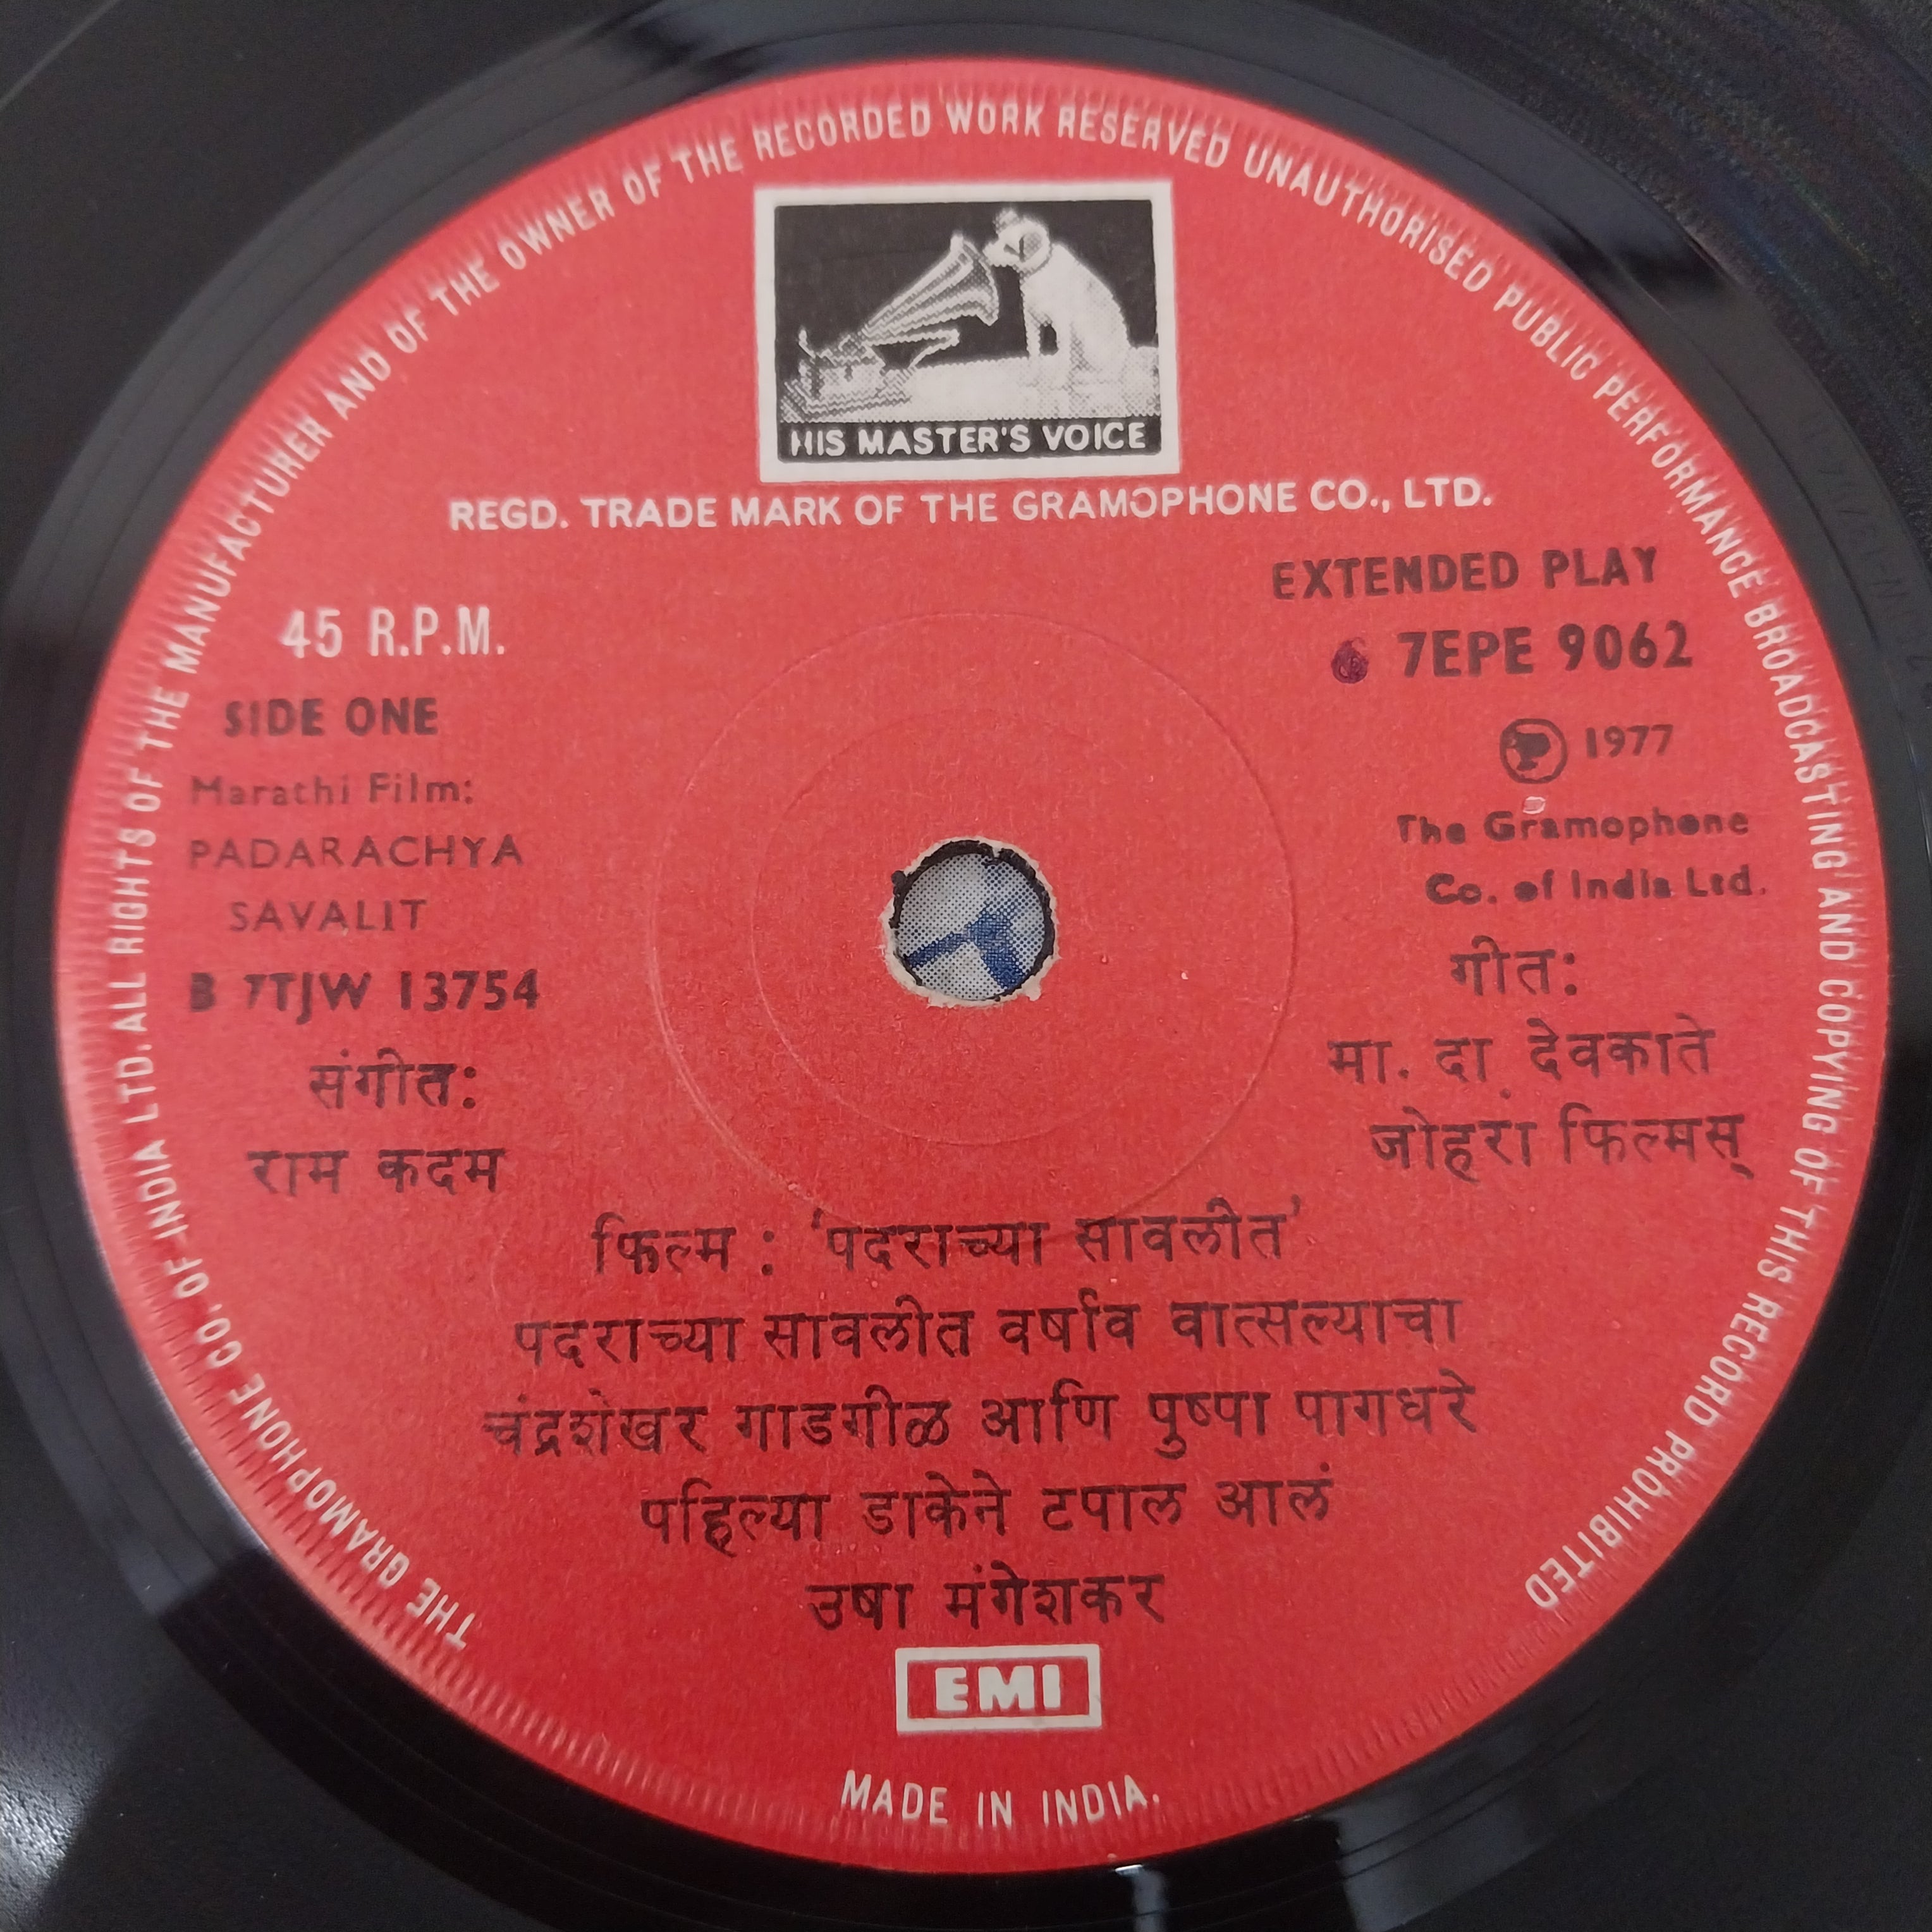 THE GRAMOPHONE CO. OF INDIA LTD. ALL RIGHTS OF THE MANUFACTURER AND OF THE OWNER OF THE RECORDED WORK RESERVED UNAUTHORISED PUBLIC PERFORMANCE BROADCASTING AND COPYING OF THIS RECORD PROHIBITED
HIS MASTER'S VOICE
REGD. TRADE MARK OF THE GRAMOPHONE CO., LTD.
45 R.P.M.
SIDE ONE
Marathi Film:
PADARACHYA
SAVALIT
B 7TJW 13754
संगीत:
राम कदम
EXTENDED PLAY
7EPE 9062
Ⓟ 1977
The Gramophone
Co. of India Ltd.
गीत:
मा. दा. देवकाते
जोहरा फिल्मस्
फिल्म : 'पदराच्या सावलीत'
पदराच्या सावलीत वर्षाव वात्सल्याचा
चंद्रशेखर गाडगीळ आणि पुष्पा पागधरे
पहिल्या डाकेने टपाल आलं
उषा मंगेशकर
EMI
MADE IN INDIA.